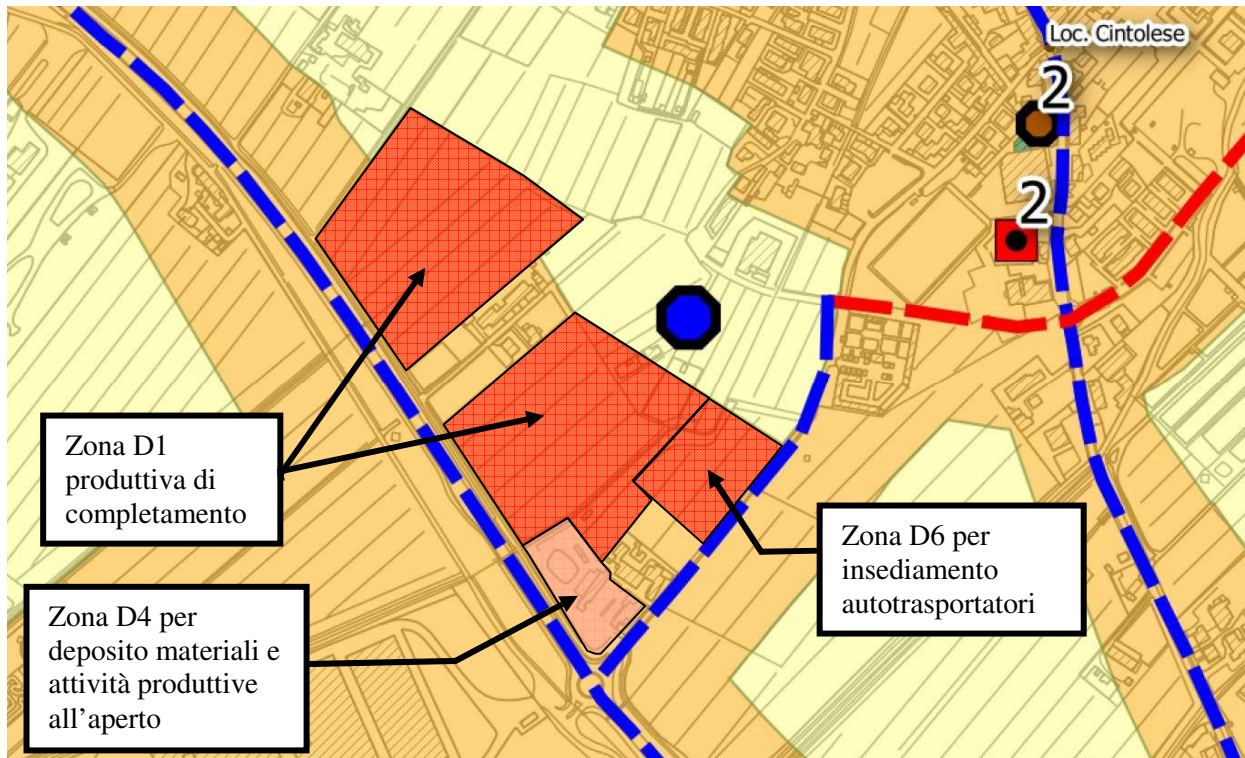 Loc. Cintolese
2
2
Zona D1
produttiva di
completamento
Zona D6 per
insediamento
autotrasportatori
Zona D4 per
deposito materiali e
attività produttive
all’aperto